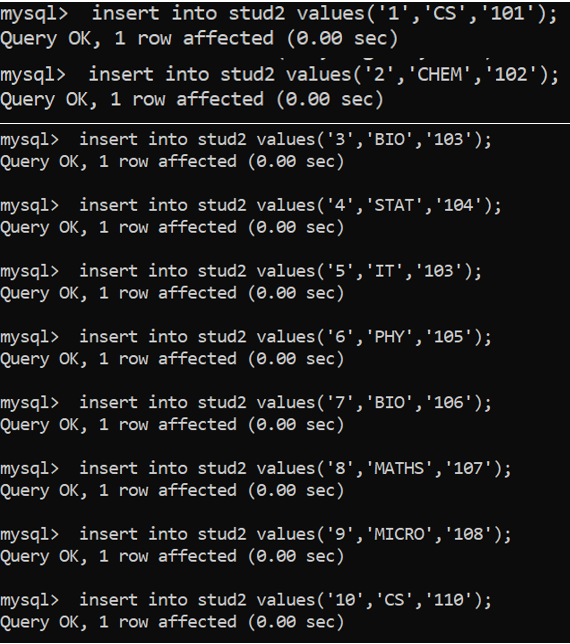 mysql>  insert into stud2 values('1','CS','101');
Query OK, 1 row affected (0.00 sec)
mysql>  insert into stud2 values('2','CHEM','102');
Query OK, 1 row affected (0.00 sec)
mysql>  insert into stud2 values('3','BIO','103');
Query OK, 1 row affected (0.00 sec)
mysql>  insert into stud2 values('4','STAT','104');
Query OK, 1 row affected (0.00 sec)
mysql>  insert into stud2 values('5','IT','103');
Query OK, 1 row affected (0.00 sec)
mysql>  insert into stud2 values('6','PHY','105');
Query OK, 1 row affected (0.00 sec)
mysql>  insert into stud2 values('7','BIO','106');
Query OK, 1 row affected (0.00 sec)
mysql>  insert into stud2 values('8','MATHS','107');
Query OK, 1 row affected (0.00 sec)
mysql>  insert into stud2 values('9','MICRO','108');
Query OK, 1 row affected (0.00 sec)
mysql>  insert into stud2 values('10','CS','110');
Query OK, 1 row affected (0.00 sec)